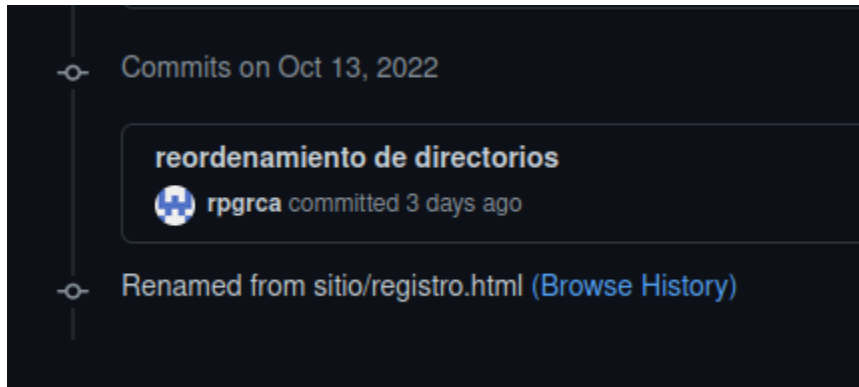 Commits on Oct 13, 2022
reordenamiento de directorios
rpgrca committed 3 days ago
Renamed from sitio/registro.html (Browse History)